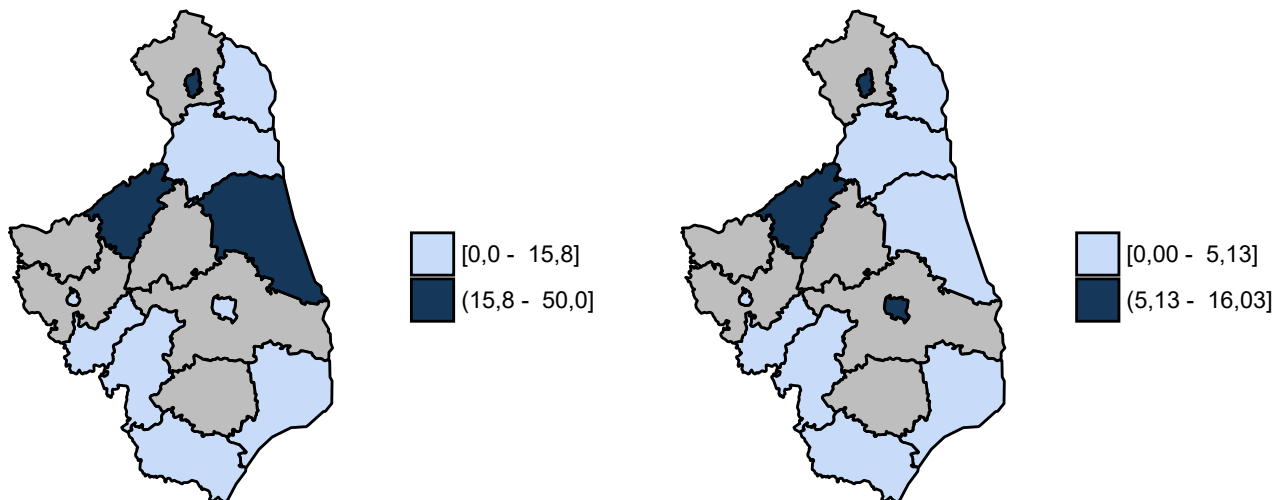 [0,0 -  15,8]
(15,8 -  50,0]
[0,00 -  5,13]
(5,13 -  16,03]